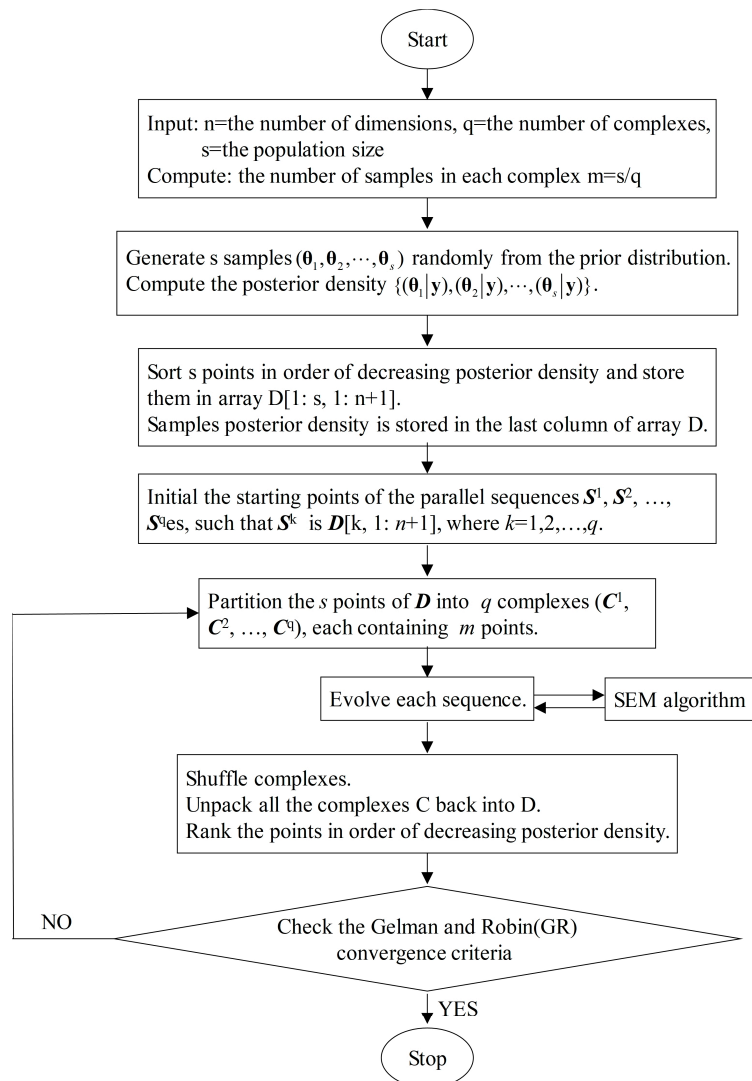 Start
Input: n=the number of dimensions, q=the number of complexes,
s=the population size
Compute: the number of samples in each complex m=s/q
Generate s samples (θ₁,θ₂,⋯,θₛ) randomly from the prior distribution.
Compute the posterior density {(θ₁|y),(θ₂|y),⋯,(θₛ|y)}.
Sort s points in order of decreasing posterior density and store
them in array D[1: s, 1: n+1].
Samples posterior density is stored in the last column of array D.
Initial the starting points of the parallel sequences S¹, S², …,
S^qes, such that S^k is D[k, 1: n+1], where k=1,2,…,q.
Partition the s points of D into q complexes (C¹,
C², …, C^q), each containing m points.
Evolve each sequence.
SEM algorithm
Shuffle complexes.
Unpack all the complexes C back into D.
Rank the points in order of decreasing posterior density.
NO
Check the Gelman and Robin(GR)
convergence criteria
YES
Stop